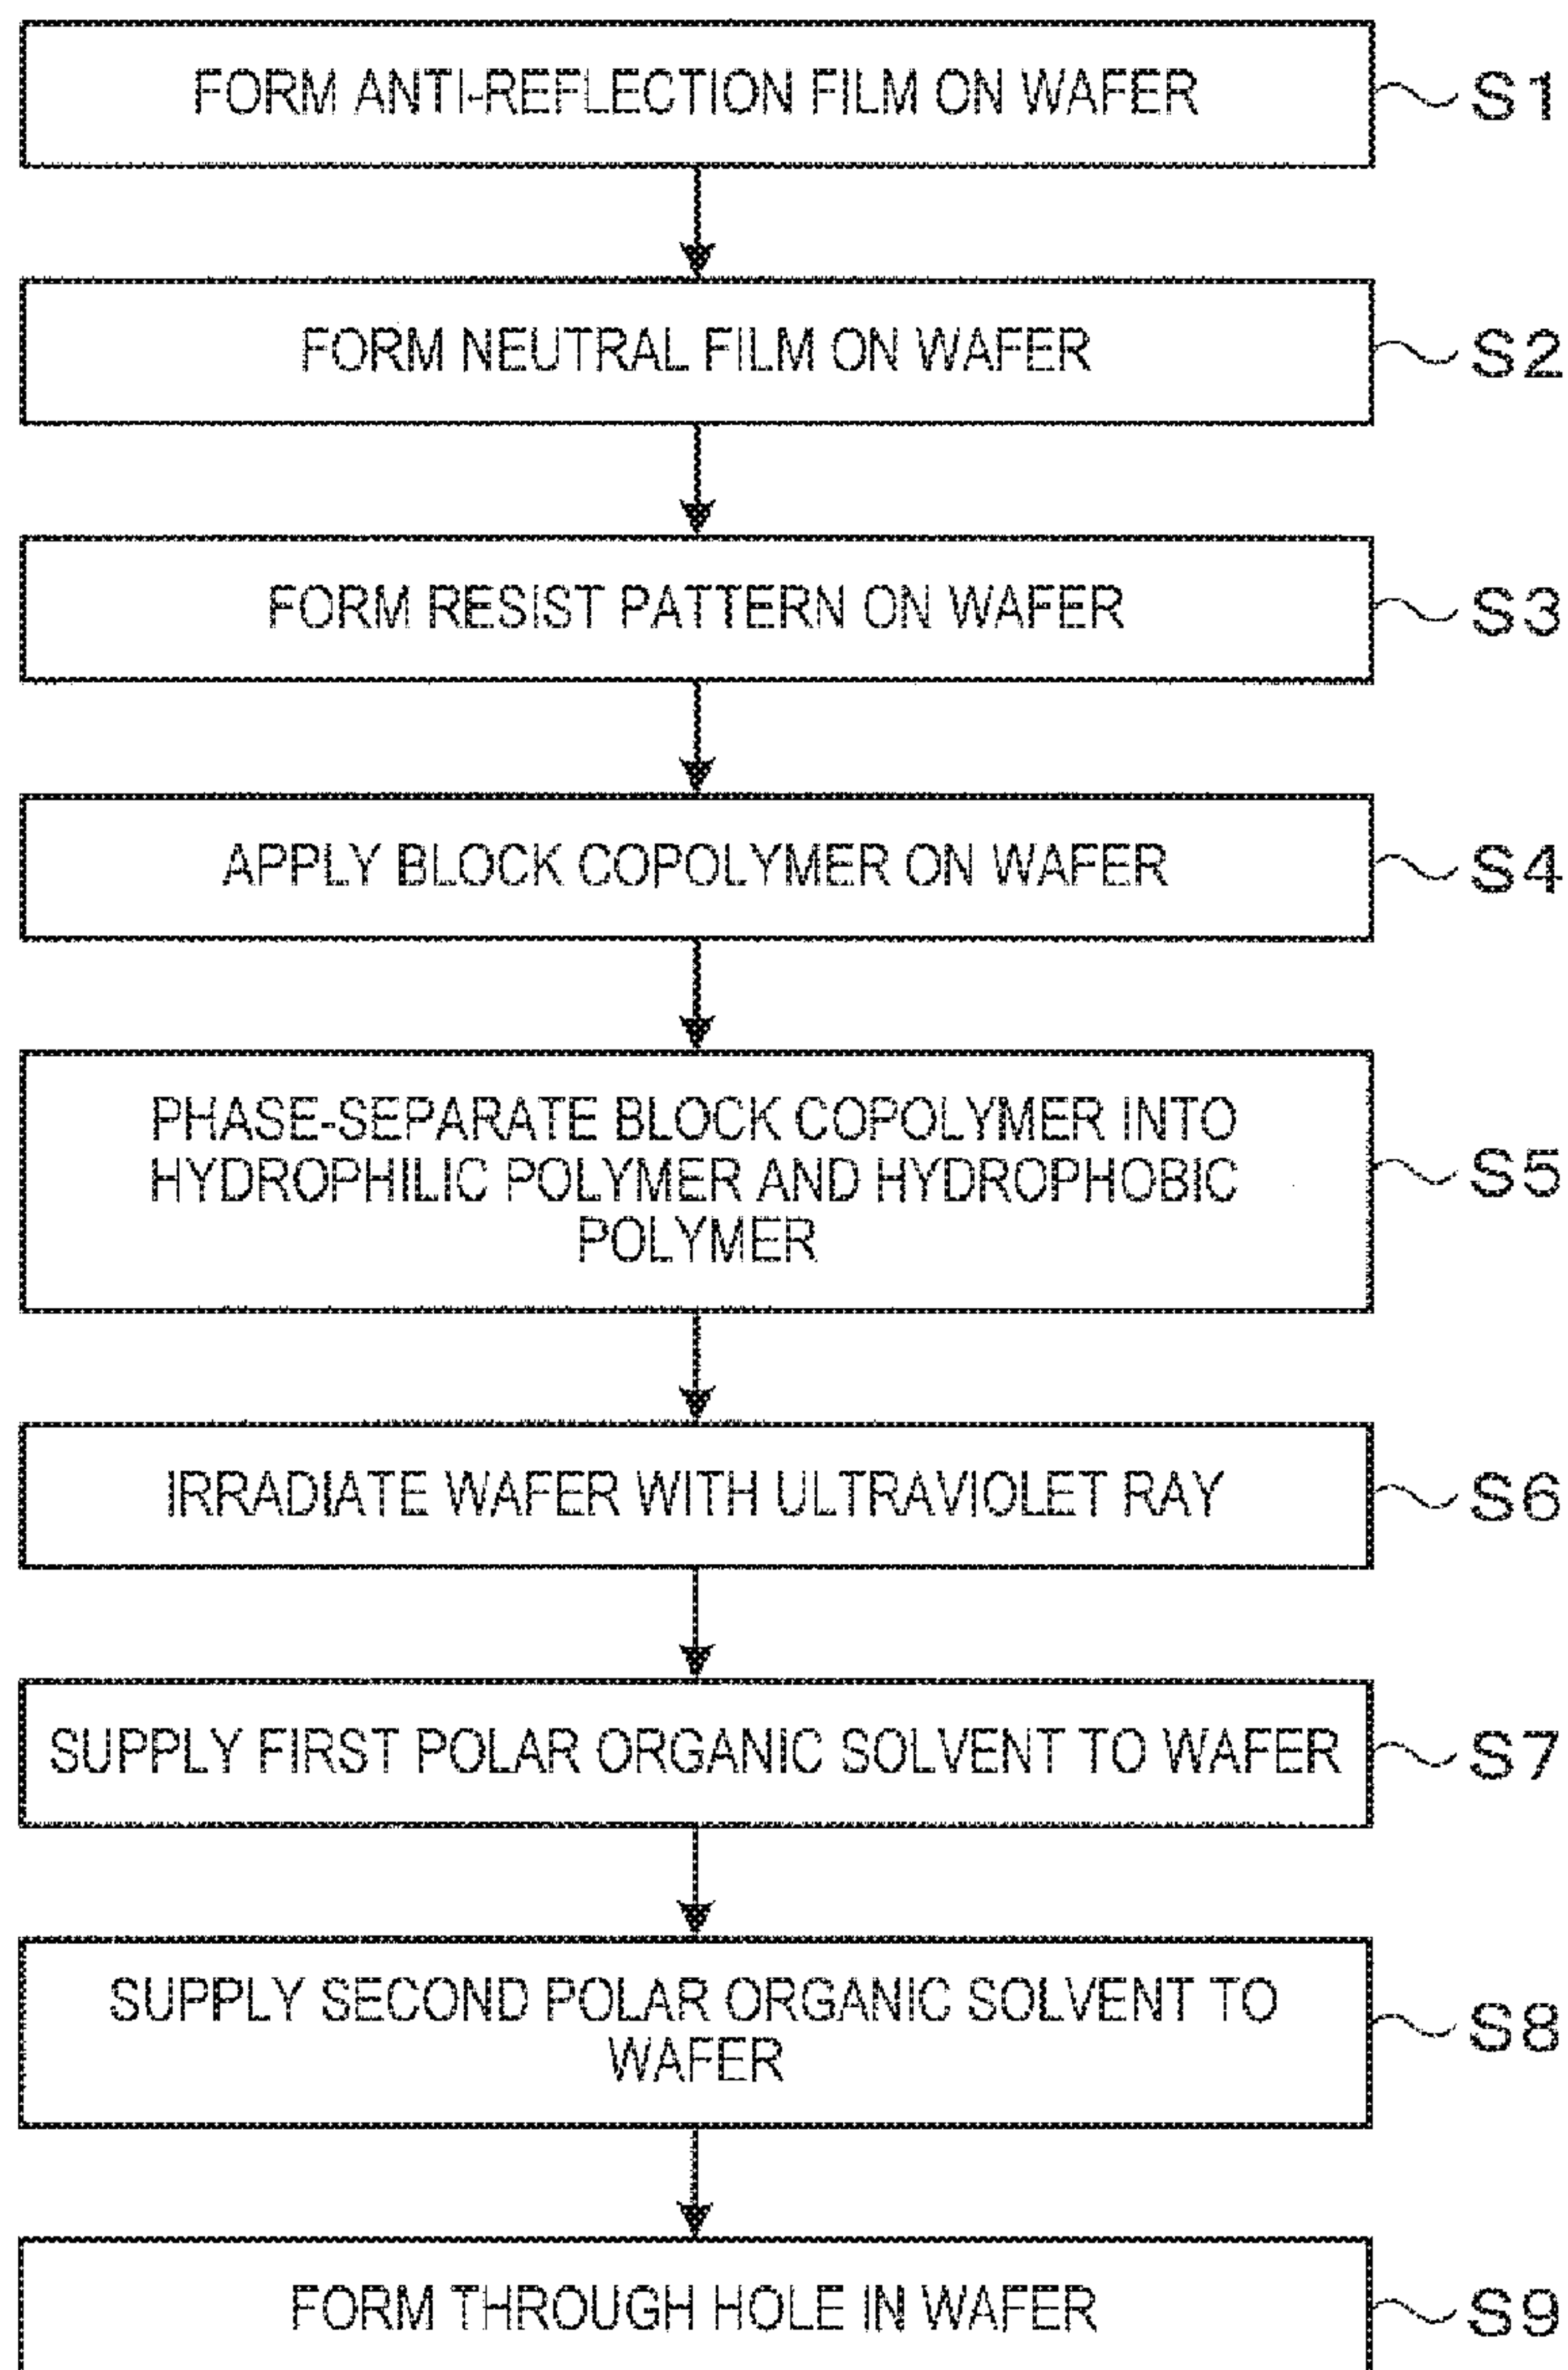 FORM ANTI-REFLECTION FILM ON WAFER S1
FORM NEUTRAL FILM ON WAFER S2
FORM RESIST PATTERN ON WAFER S3
APPLY BLOCK COPOLYMER ON WAFER S4
PHASE-SEPARATE BLOCK COPOLYMER INTO
HYDROPHILIC POLYMER AND HYDROPHOBIC S5
POLYMER
IRRADIATE WAFER WITH ULTRAVIOLET RAY S6
SUPPLY FIRST POLAR ORGANIC SOLVENT TO WAFER S7
SUPPLY SECOND POLAR ORGANIC SOLVENT TO S8
WAFER
FORM THROUGH HOLE IN WAFER S9